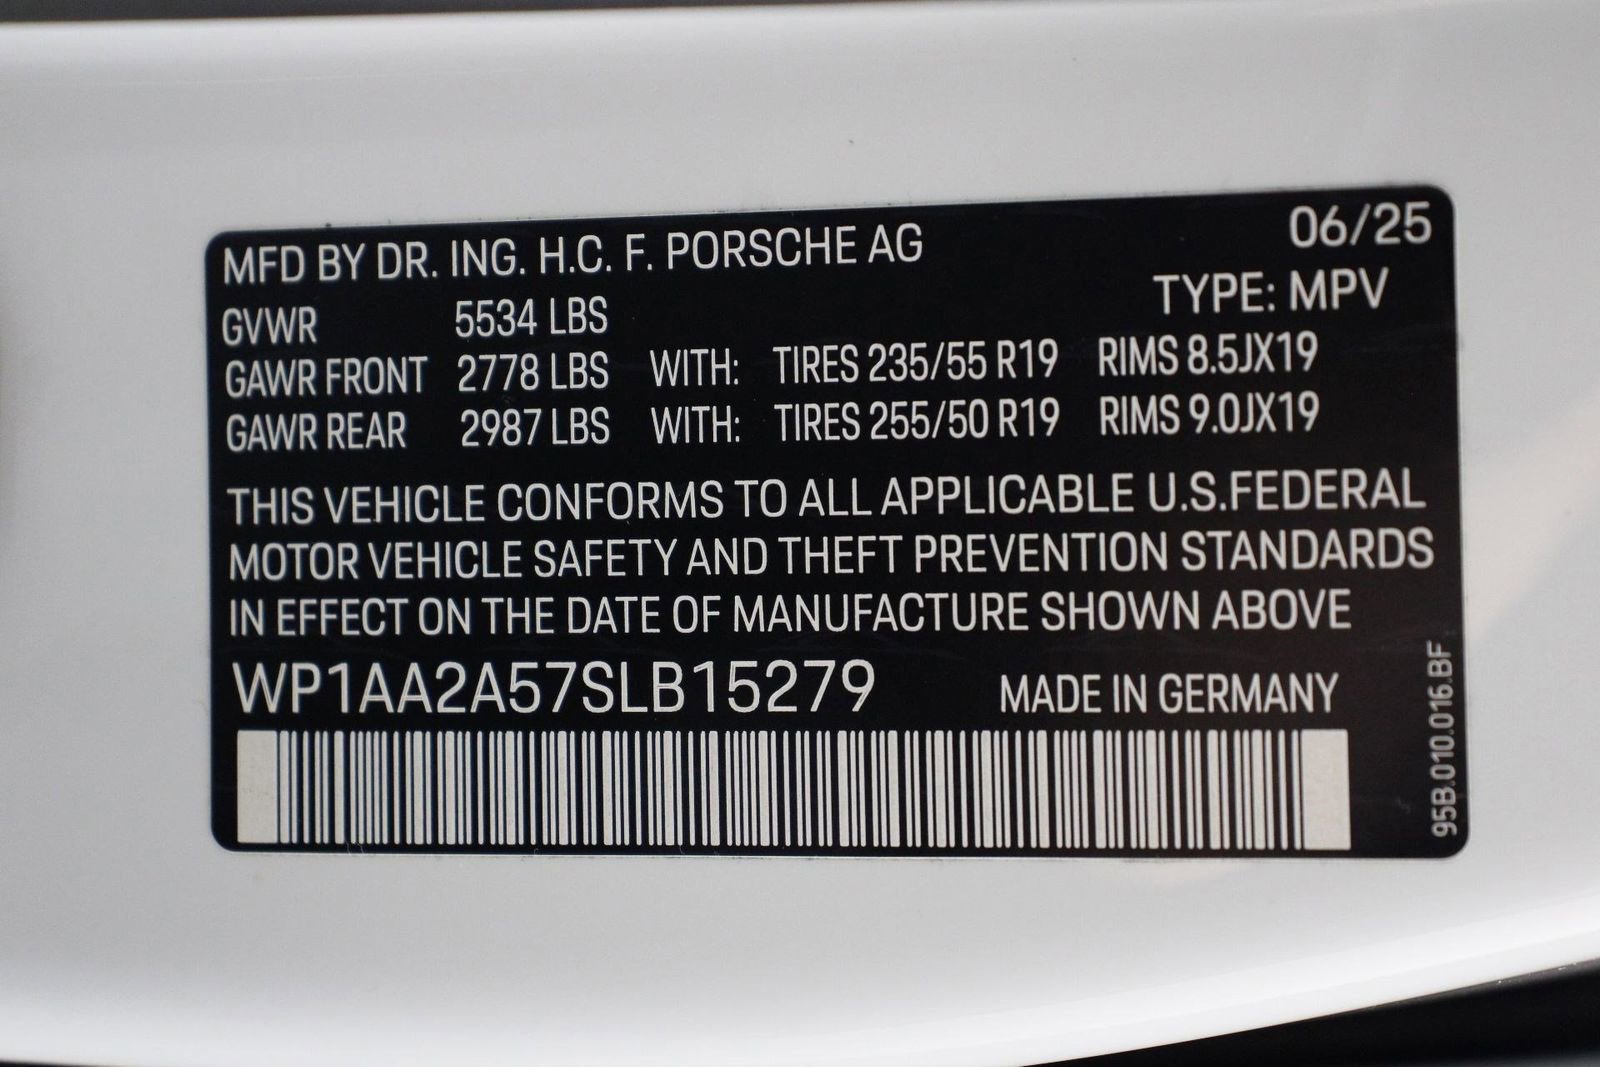 MFD BY DR. ING. H.C. F. PORSCHE AG 06/25
TYPE: MPV
GVWR 5534 LBS
GAWR FRONT 2778 LBS WITH: TIRES 235/55 R19 RIMS 8.5JX19
GAWR REAR 2987 LBS WITH: TIRES 255/50 R19 RIMS 9.0JX19
THIS VEHICLE CONFORMS TO ALL APPLICABLE U.S.FEDERAL
MOTOR VEHICLE SAFETY AND THEFT PREVENTION STANDARDS
IN EFFECT ON THE DATE OF MANUFACTURE SHOWN ABOVE
WP1AA2A57SLB15279 MADE IN GERMANY
95B.010.016.BF